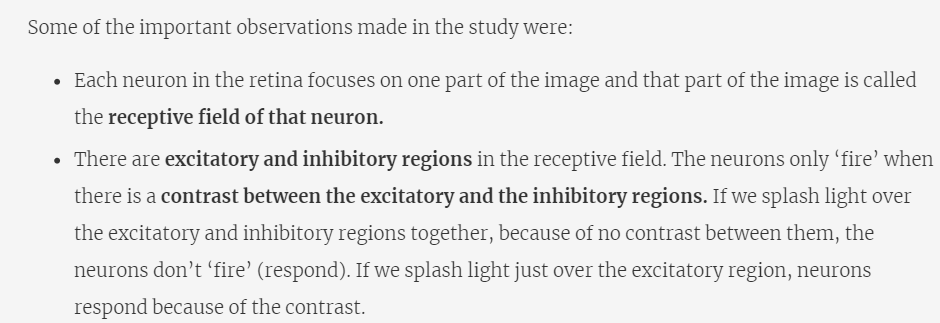 Some of the important observations made in the study were:
• Each neuron in the retina focuses on one part of the image and that part of the image is called
the receptive field of that neuron.
• There are excitatory and inhibitory regions in the receptive field. The neurons only ‘fire’ when
there is a contrast between the excitatory and the inhibitory regions. If we splash light over
the excitatory and inhibitory regions together, because of no contrast between them, the
neurons don’t ‘fire’ (respond). If we splash light just over the excitatory region, neurons
respond because of the contrast.